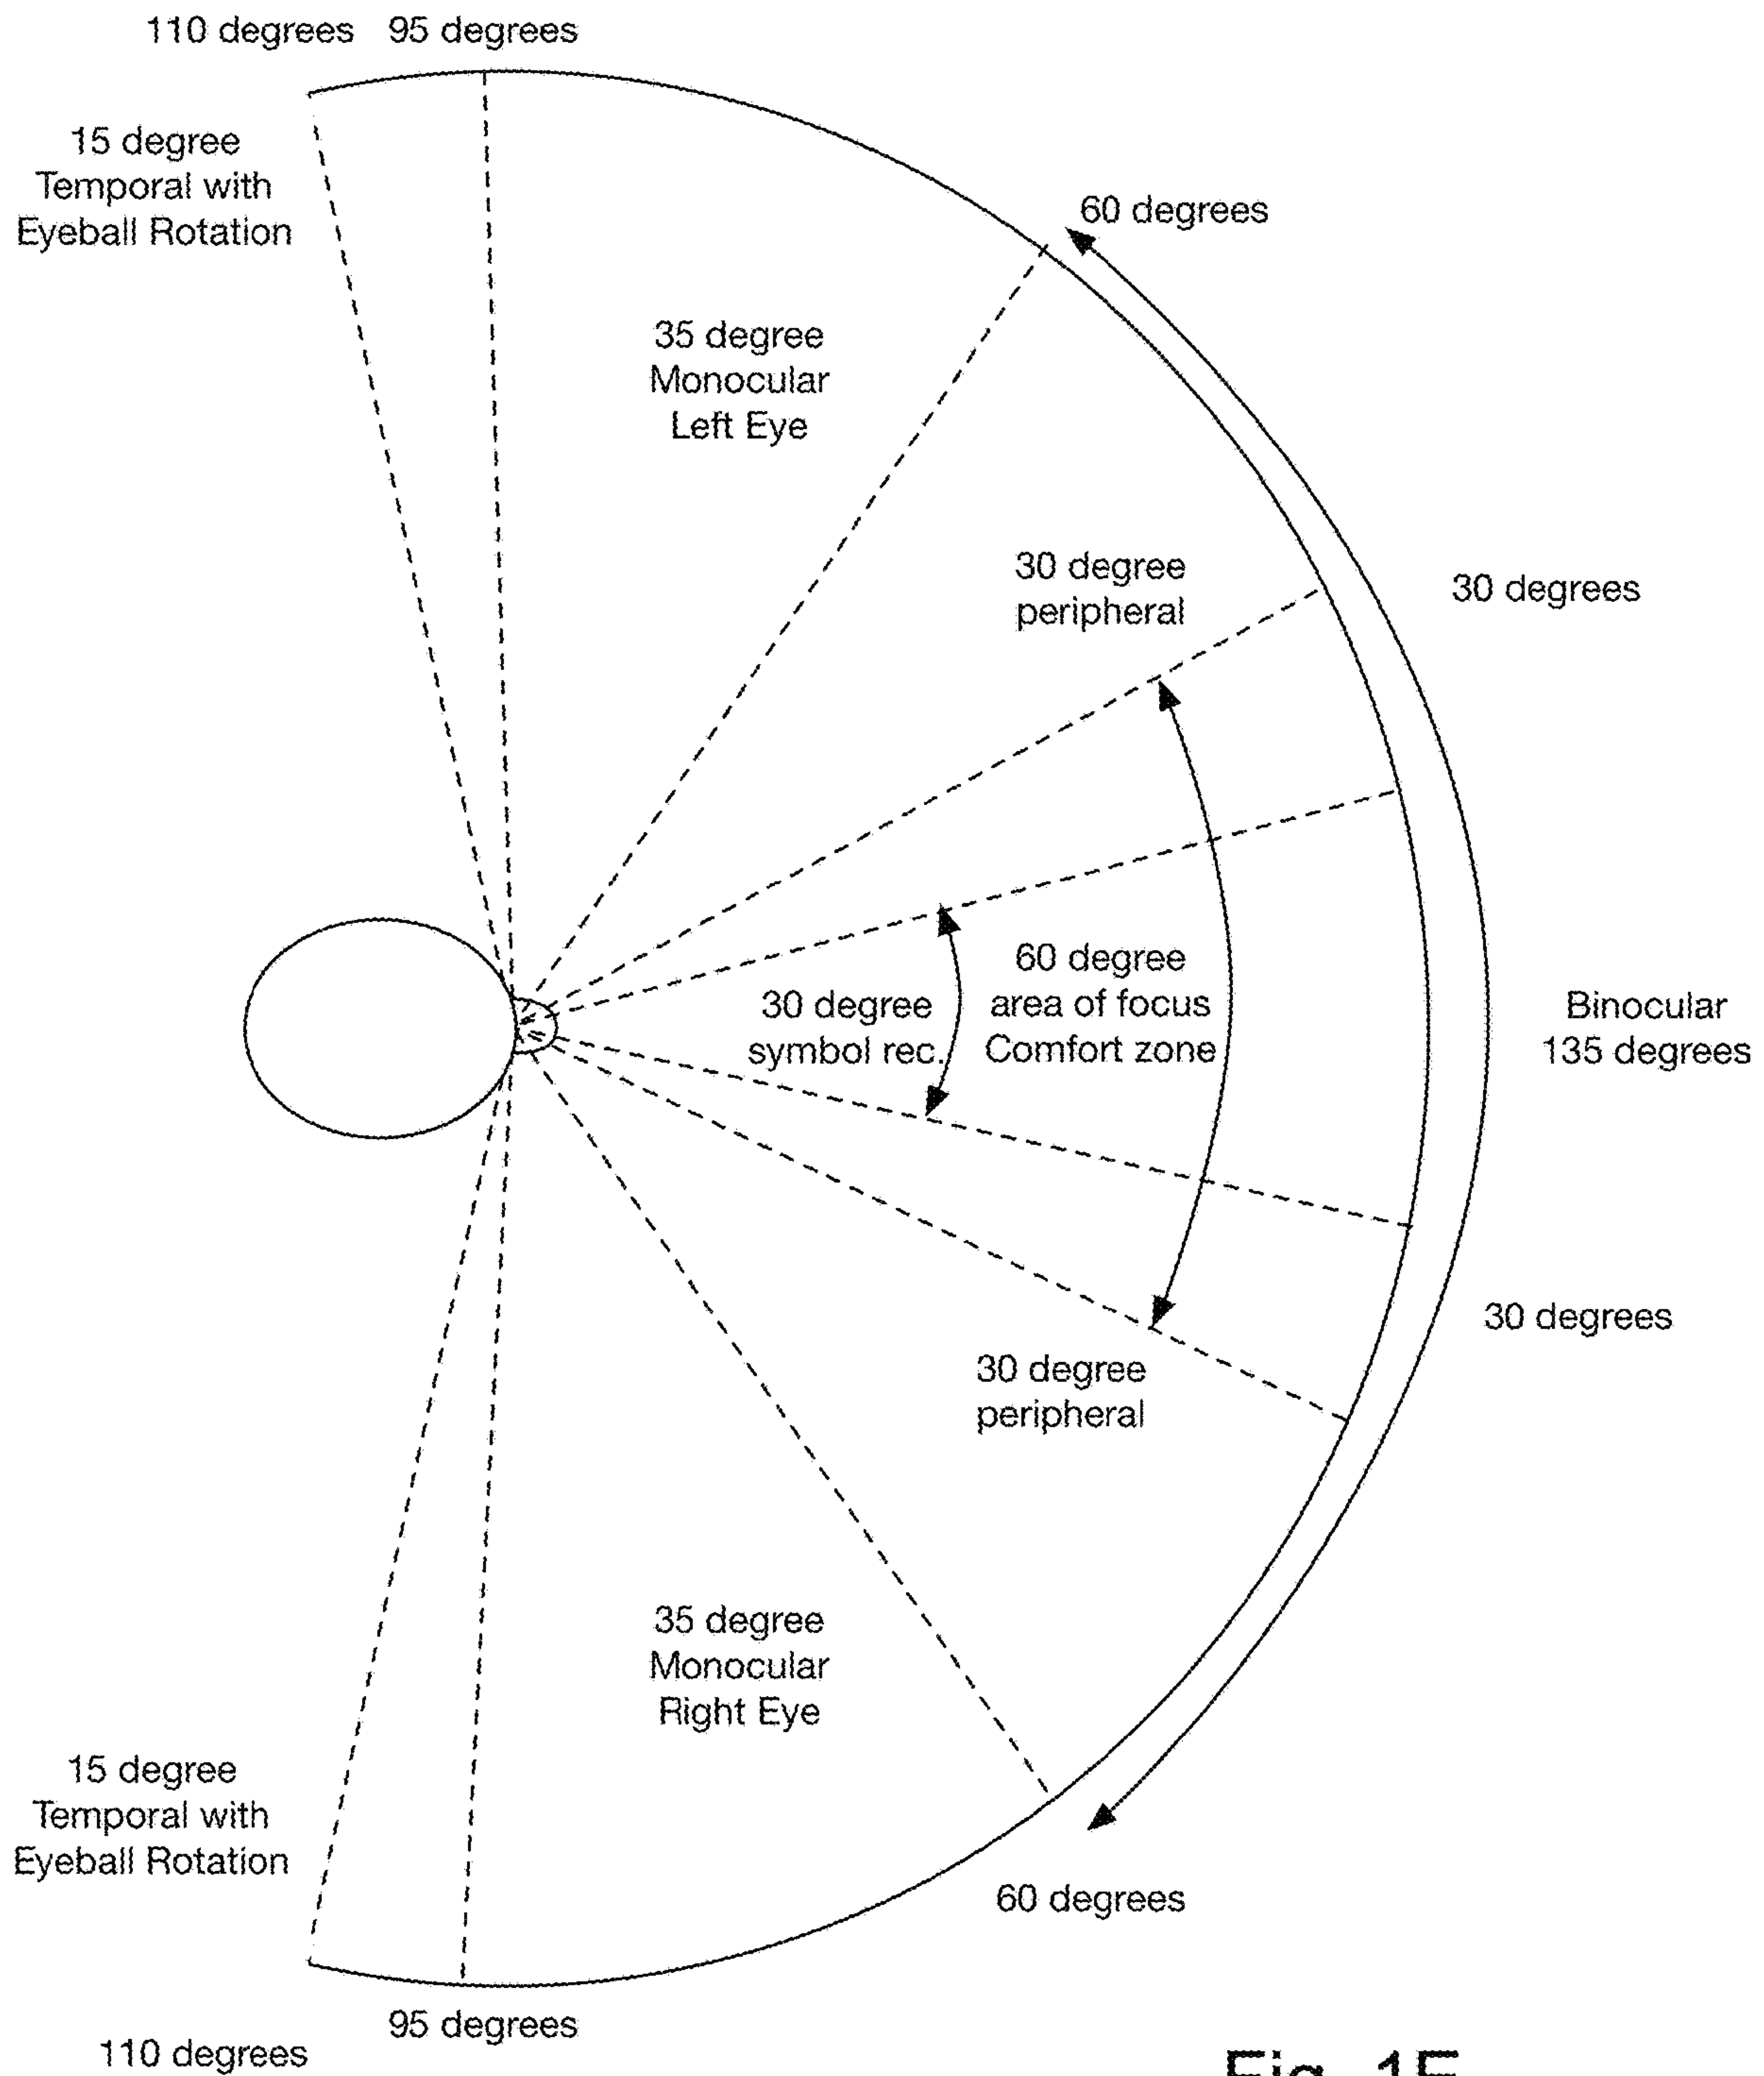 110 degrees 95 degrees
15 degree
Temporal with
Eyeball Rotation
60 degrees
35 degree
Monocular
Left Eye
30 degree
peripheral
30 degrees
60 degree
area of focus
Comfort zone
30 degree
symbol rec.
Binocular
135 degrees
30 degrees
30 degree
peripheral
35 degree
Monocular
Right Eye
15 degree
Temporal with
Eyeball Rotation
60 degrees
95 degrees
110 degrees
Fig.